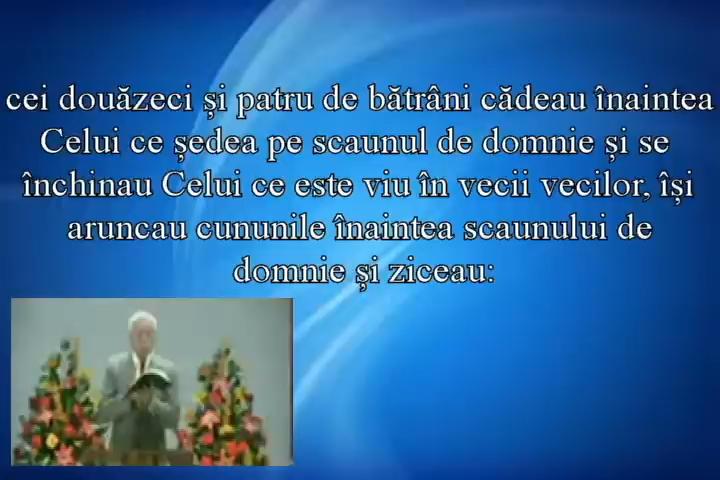 cei douăzeci și patru de bătrâni cădeau înaintea
Celui ce ședea pe scaunul de domnie și se
închinau Celui ce este viu în vecii vecilor, își
aruncau cununile înaintea scaunului de
domnie și ziceau: